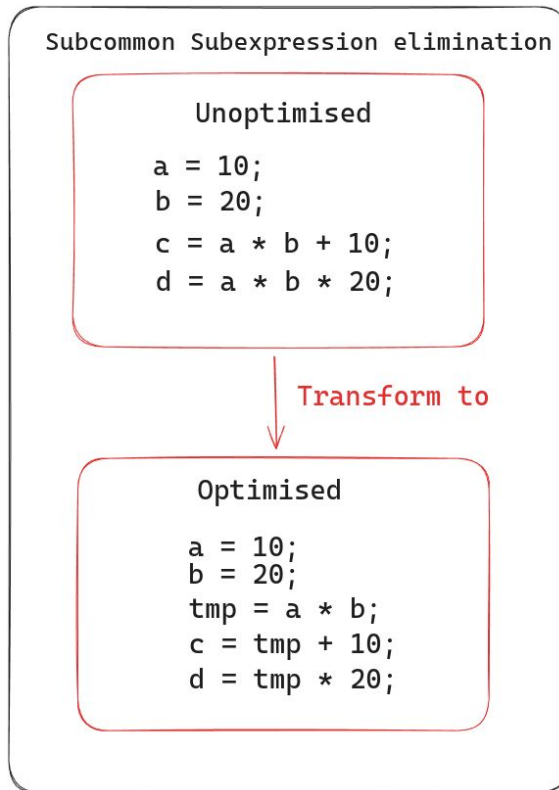 Subcommon Subexpression elimination
Unoptimised
a = 10;
b = 20;
c = a * b + 10;
d = a * b * 20;
Transform to
Optimised
a = 10;
b = 20;
tmp = a * b;
c = tmp + 10;
d = tmp * 20;